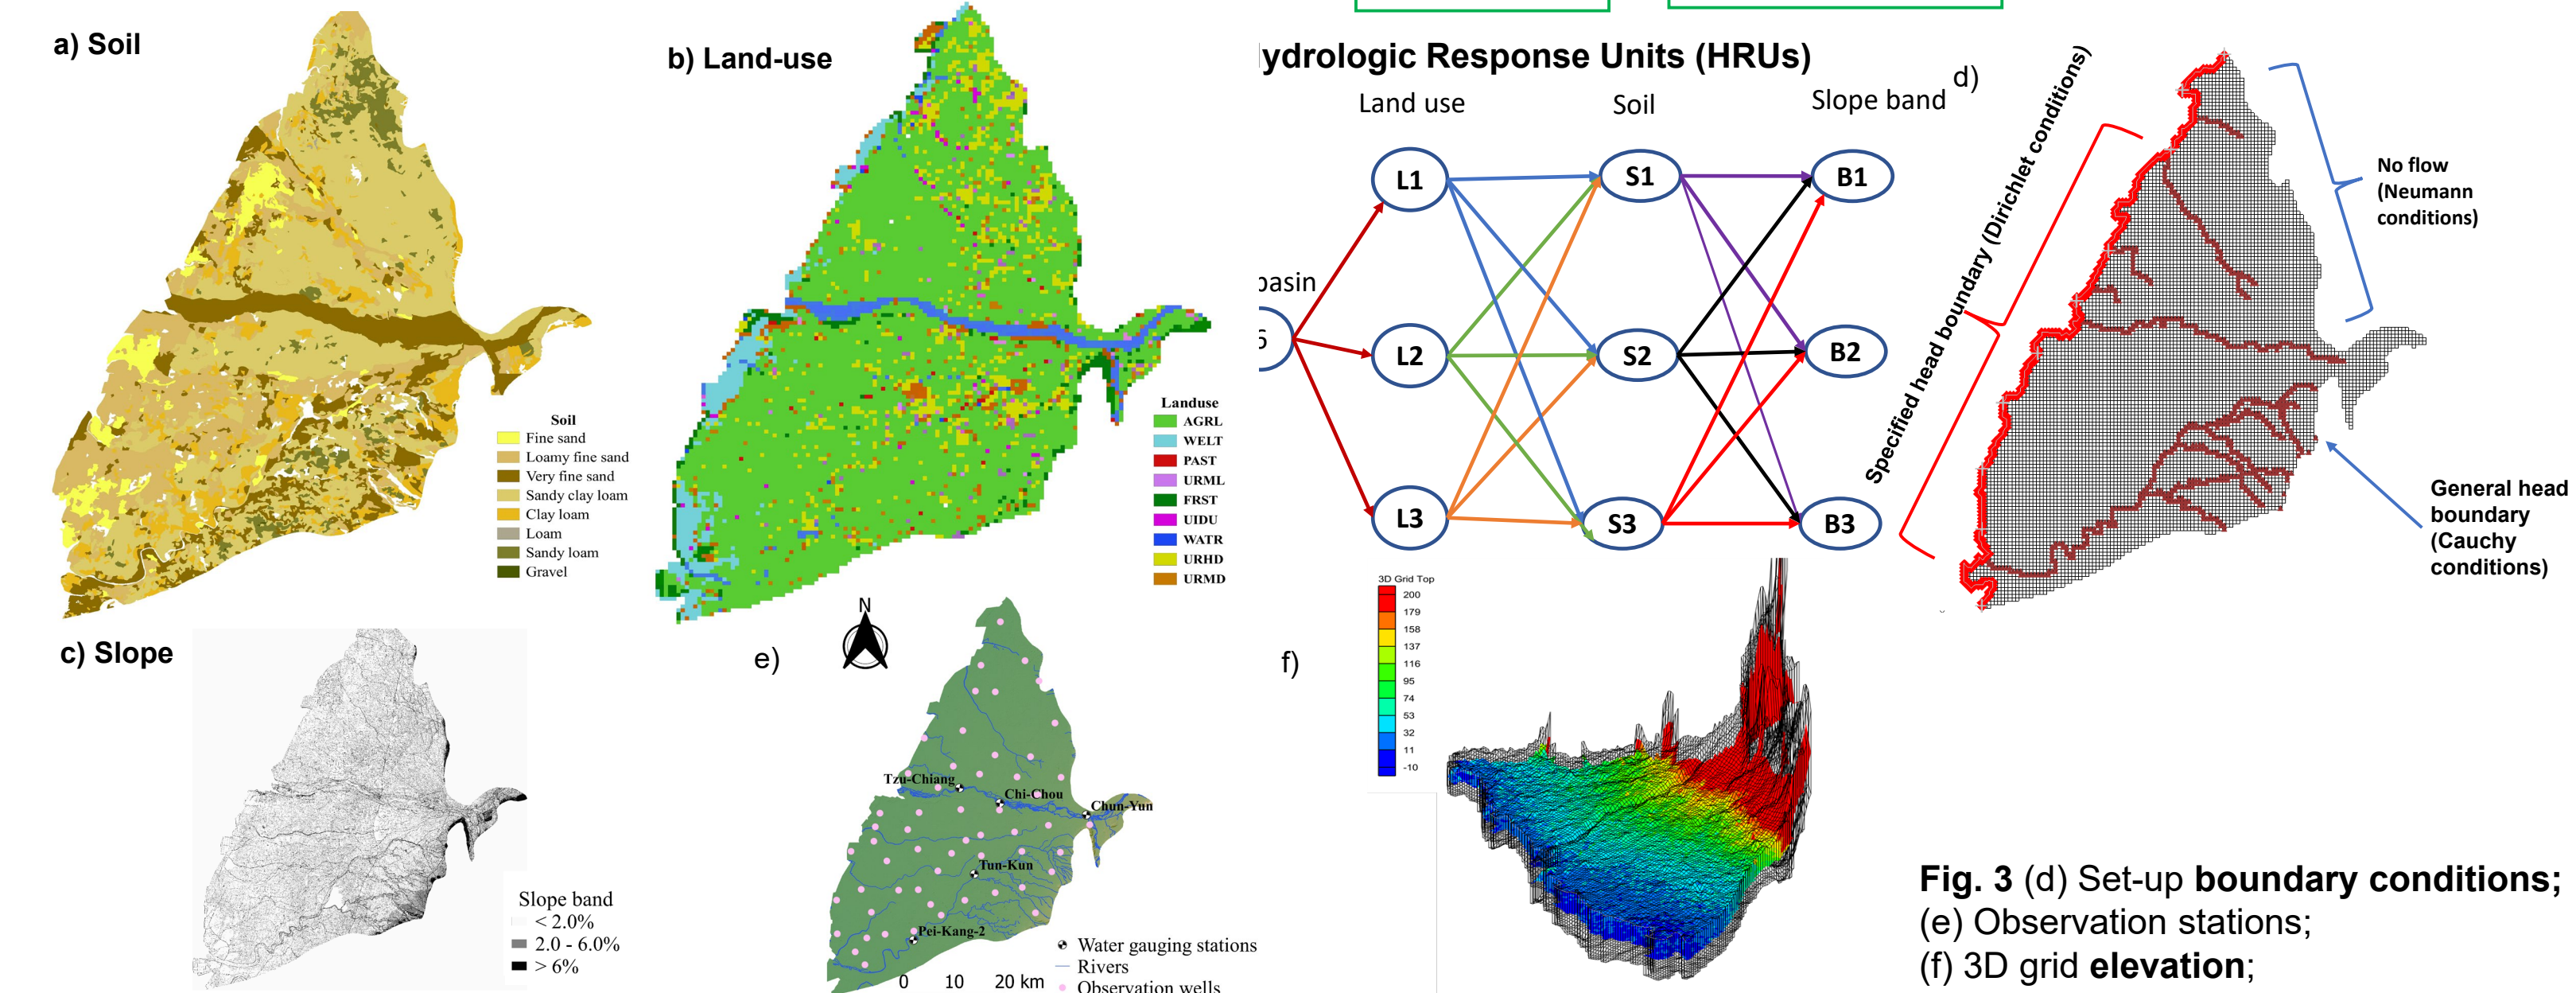 a) Soil
Soil
Fine sand
Loamy fine sand
Very fine sand
Sandy clay loam
Clay loam
Loam
Sandy loam
Gravel
b) Land-use
Landuse
AGRL
WELT
PAST
URML
FRST
UIDU
WATR
URHD
URMD
ydrologic Response Units (HRUs)
Land use
Soil
Slope band
L1
S1
B1
basin
6
L2
S2
B2
L3
S3
B3
d)
Specified head boundary (Dirichlet conditions)
No flow
(Neumann
conditions)
General head
boundary
(Cauchy
conditions)
c) Slope
Slope band
< 2.0%
2.0 - 6.0%
> 6%
e)
N
Tzu-Chiang
Chi-Chou
Chun-Yun
Tun-Kun
Pei-Kang-2
Water gauging stations
Rivers
Observation wells
0 10 20 km
f)
3D Grid Top
200
179
158
137
116
95
74
53
32
11
-10
Fig. 3 (d) Set-up boundary conditions;
(e) Observation stations;
(f) 3D grid elevation;